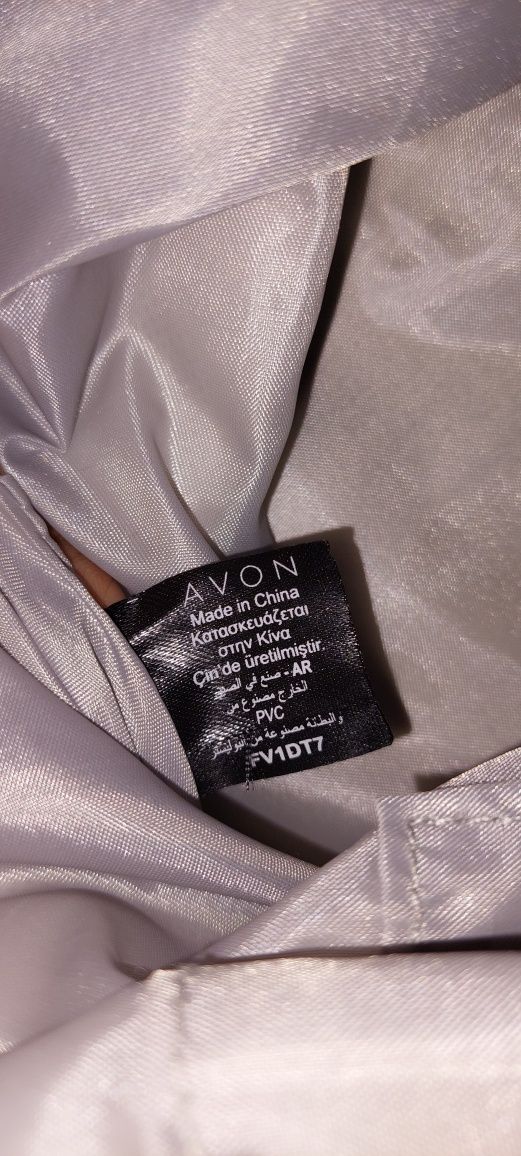 AVON
Made in China
Κατασκευάζεται
στην Κίνα
Çin'de üretilmiştir.
AR - صنع في الصين
الخارج مصنوع من
PVC
والبطانة مصنوعة من البوليستر
FV1DT7